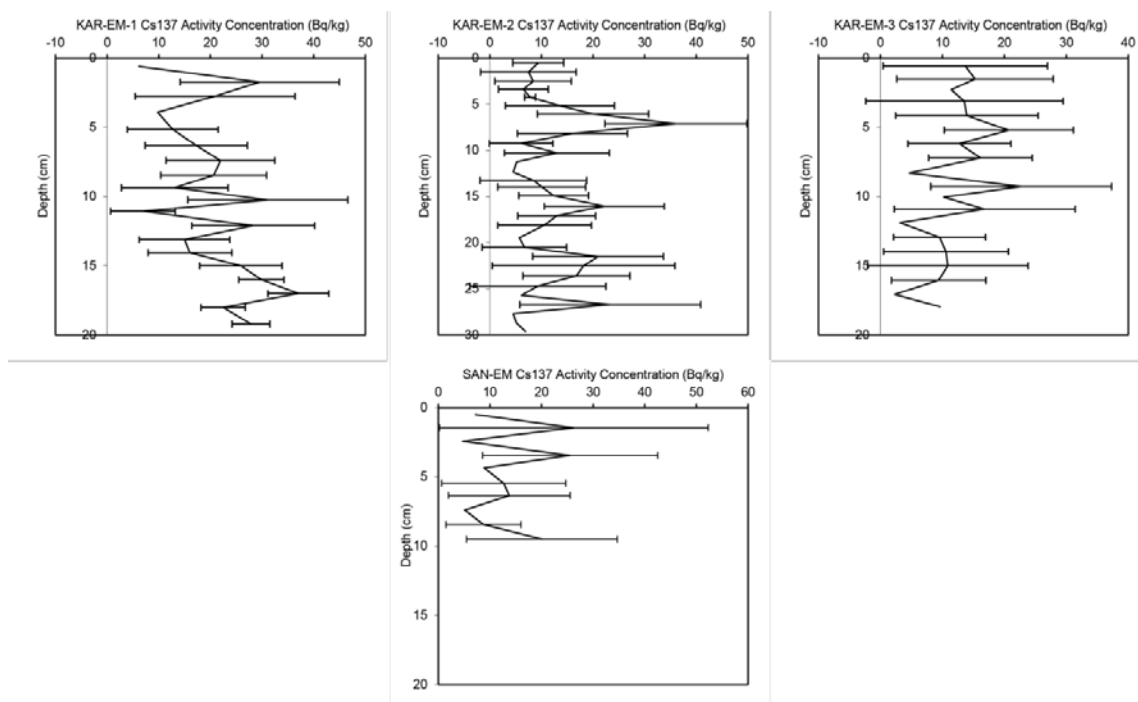 KAR-EM-1 Cs137 Activity Concentration (Bq/kg)
-10 0 10 20 30 40 50
0
5
10
15
20
Depth (cm)
KAR-EM-2 Cs137 Activity Concentration (Bq/kg)
-10 0 10 20 30 40 50
0
5
10
15
20
25
30
Depth (cm)
KAR-EM-3 Cs137 Activity Concentration (Bq/kg)
-10 0 10 20 30 40
0
5
10
15
20
Depth (cm)
SAN-EM Cs137 Activity Concentration (Bq/kg)
0 10 20 30 40 50 60
0
5
10
15
20
Depth (cm)